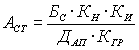 А_СТ = (Б_С · К_Н · К_И) / (Д_АП · К_ГР)